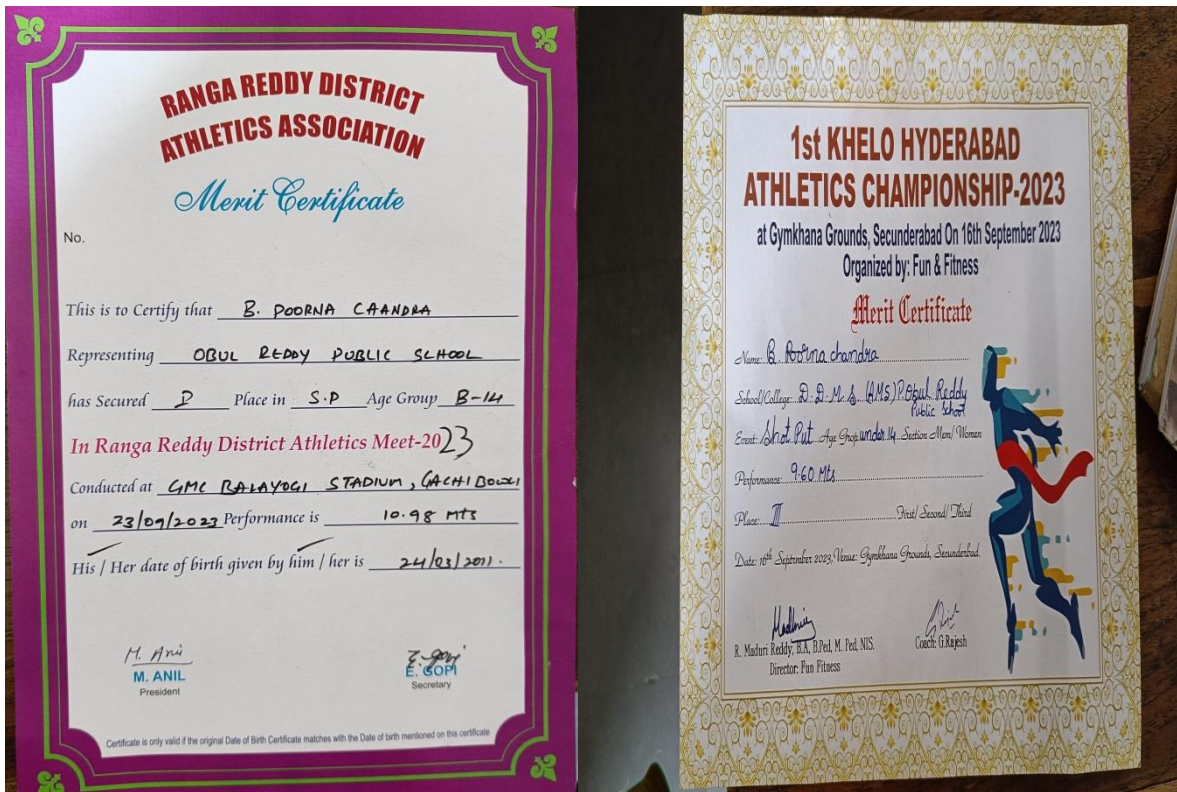 RANGA REDDY DISTRICT
ATHLETICS ASSOCIATION
Merit Certificate
No.
This is to Certify that B. POORNA CHANDRA
Representing OBUL REDDY PUBLIC SCHOOL
has Secured Place in S.P Age Group B-14
In Ranga Reddy District Athletics Meet-2023
Conducted at GMC BALAYOGI STADIUM, GACHIBOWLI
on 23/09/2023 Performance is 10.98 MTS
His / Her date of birth given by him / her is 24/03/2011.
M. Anil
M. ANIL
President
E. Gopi
E. GOPI
Secretary
Certificate is only valid if the original Date of Birth Certificate matches with the Date of birth mentioned on this certificate
1st KHELO HYDERABAD
ATHLETICS CHAMPIONSHIP-2023
at Gymkhana Grounds, Secunderabad On 16th September 2023
Organized by: Fun & Fitness
Merit Certificate
Name: B. Poorna chandra
School/College: D.D.M.S. (AMS) P. Obul Reddy
Public School
Event: Shot Put Age Grop under 14 Section Men/ Women
Performance: 9.60 Mts
Place: III First/ Second/ Third
Date: 16th Septmber 2023, Venue: Gymkhana Grounds, Secunderbad.
R. Maduri Reddy, B.A, B.Ped, M. Ped, NIS.
Director: Fun Fitness
Coach: G.Rajesh